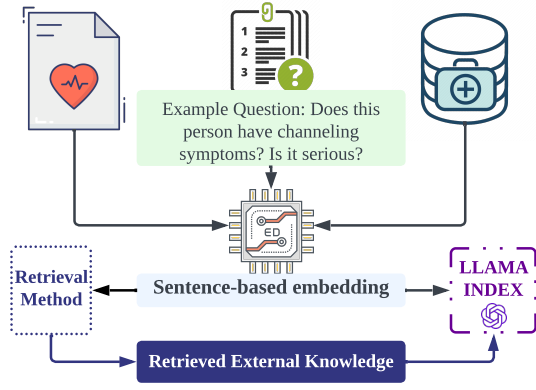 1
2
3
?
Example Question: Does this
person have channeling
symptoms? Is it serious?
ED
Retrieval
Method
Sentence-based embedding
LLAMA
INDEX
Retrieved External Knowledge